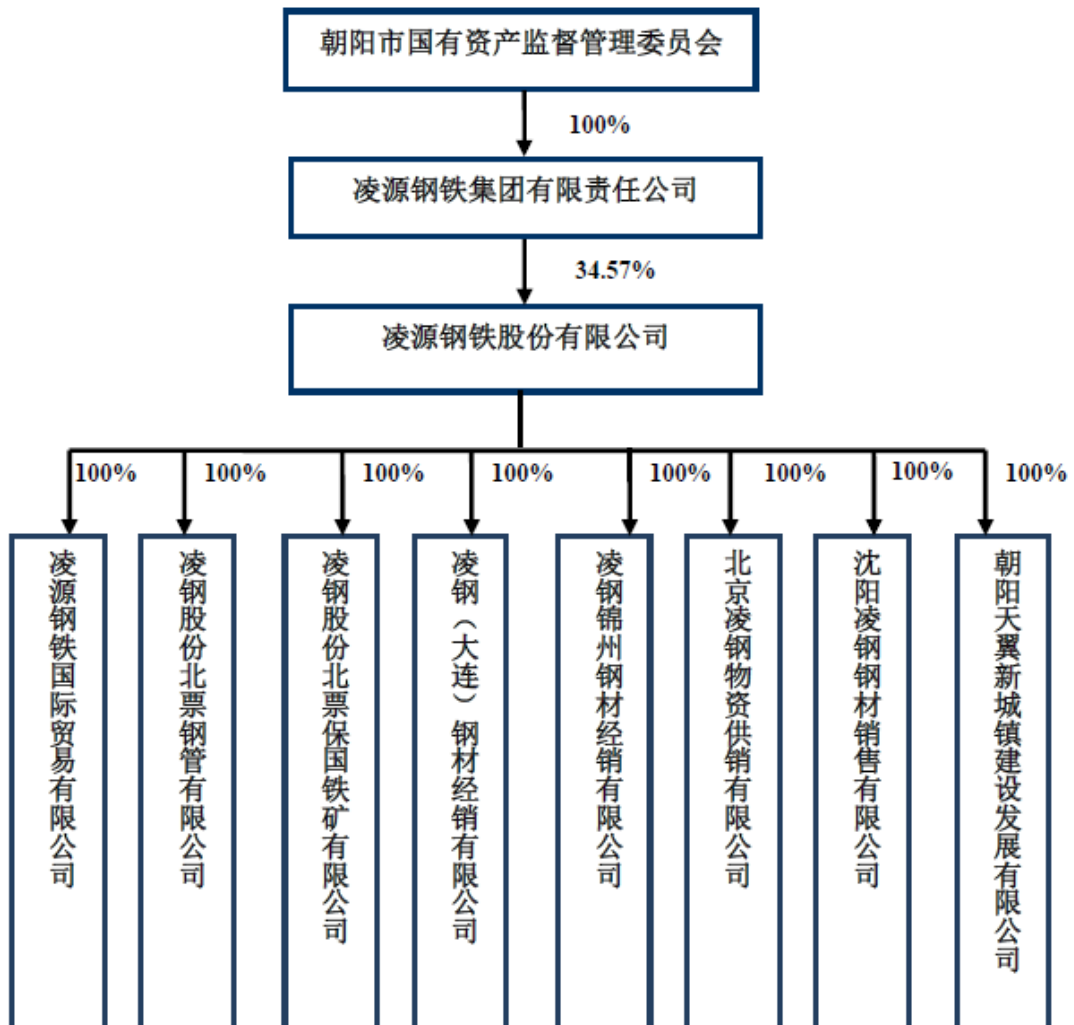 朝阳市国有资产监督管理委员会
100%
凌源钢铁集团有限责任公司
34.57%
凌源钢铁股份有限公司
100%
100%
100%
100%
100%
100%
100%
100%
凌源钢铁国际贸易有限公司
凌钢股份北票钢管有限公司
凌钢股份北票保国铁矿有限公司
凌钢（大连）钢材经销有限公司
凌钢锦州钢材经销有限公司
北京凌钢物资供销有限公司
沈阳凌钢钢材销售有限公司
朝阳天翼新城镇建设发展有限公司